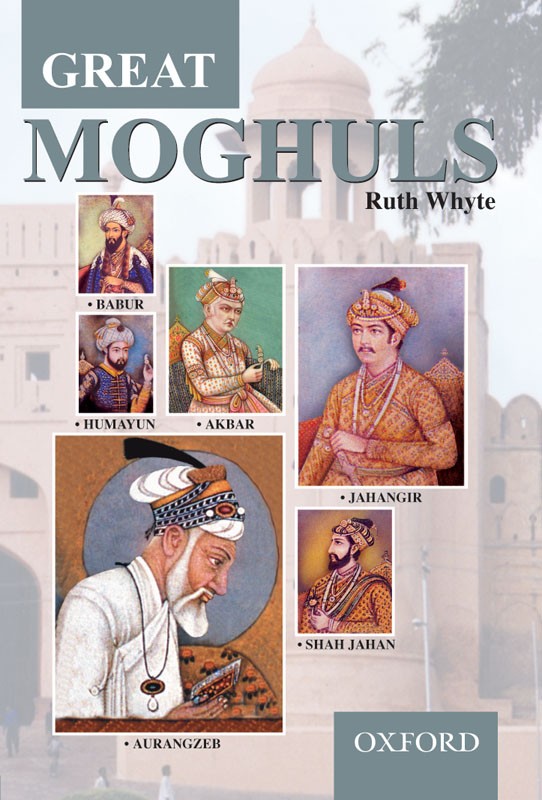 GREAT
MOGHULS
Ruth Whyte
• BABUR
• HUMAYUN
• AKBAR
• JAHANGIR
• SHAH JAHAN
• AURANGZEB
OXFORD